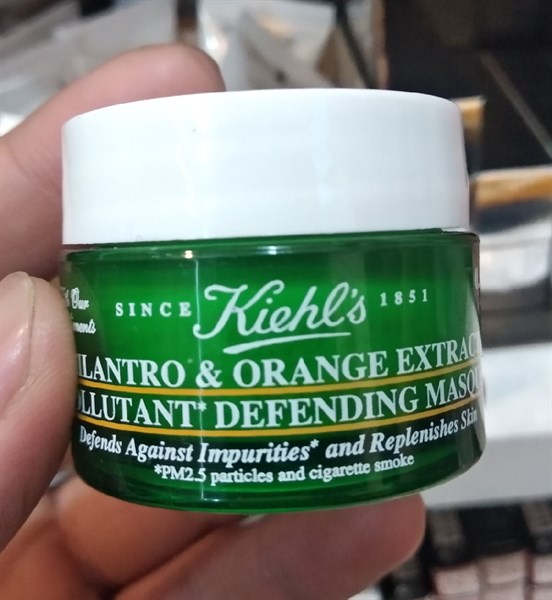 SINCE Kiehl's 1851
ILANTRO & ORANGE EXTRAC
OLLUTANT* DEFENDING MASQU
Defends Against Impurities* and Replenishes Skin
*PM2.5 particles and cigarette smoke